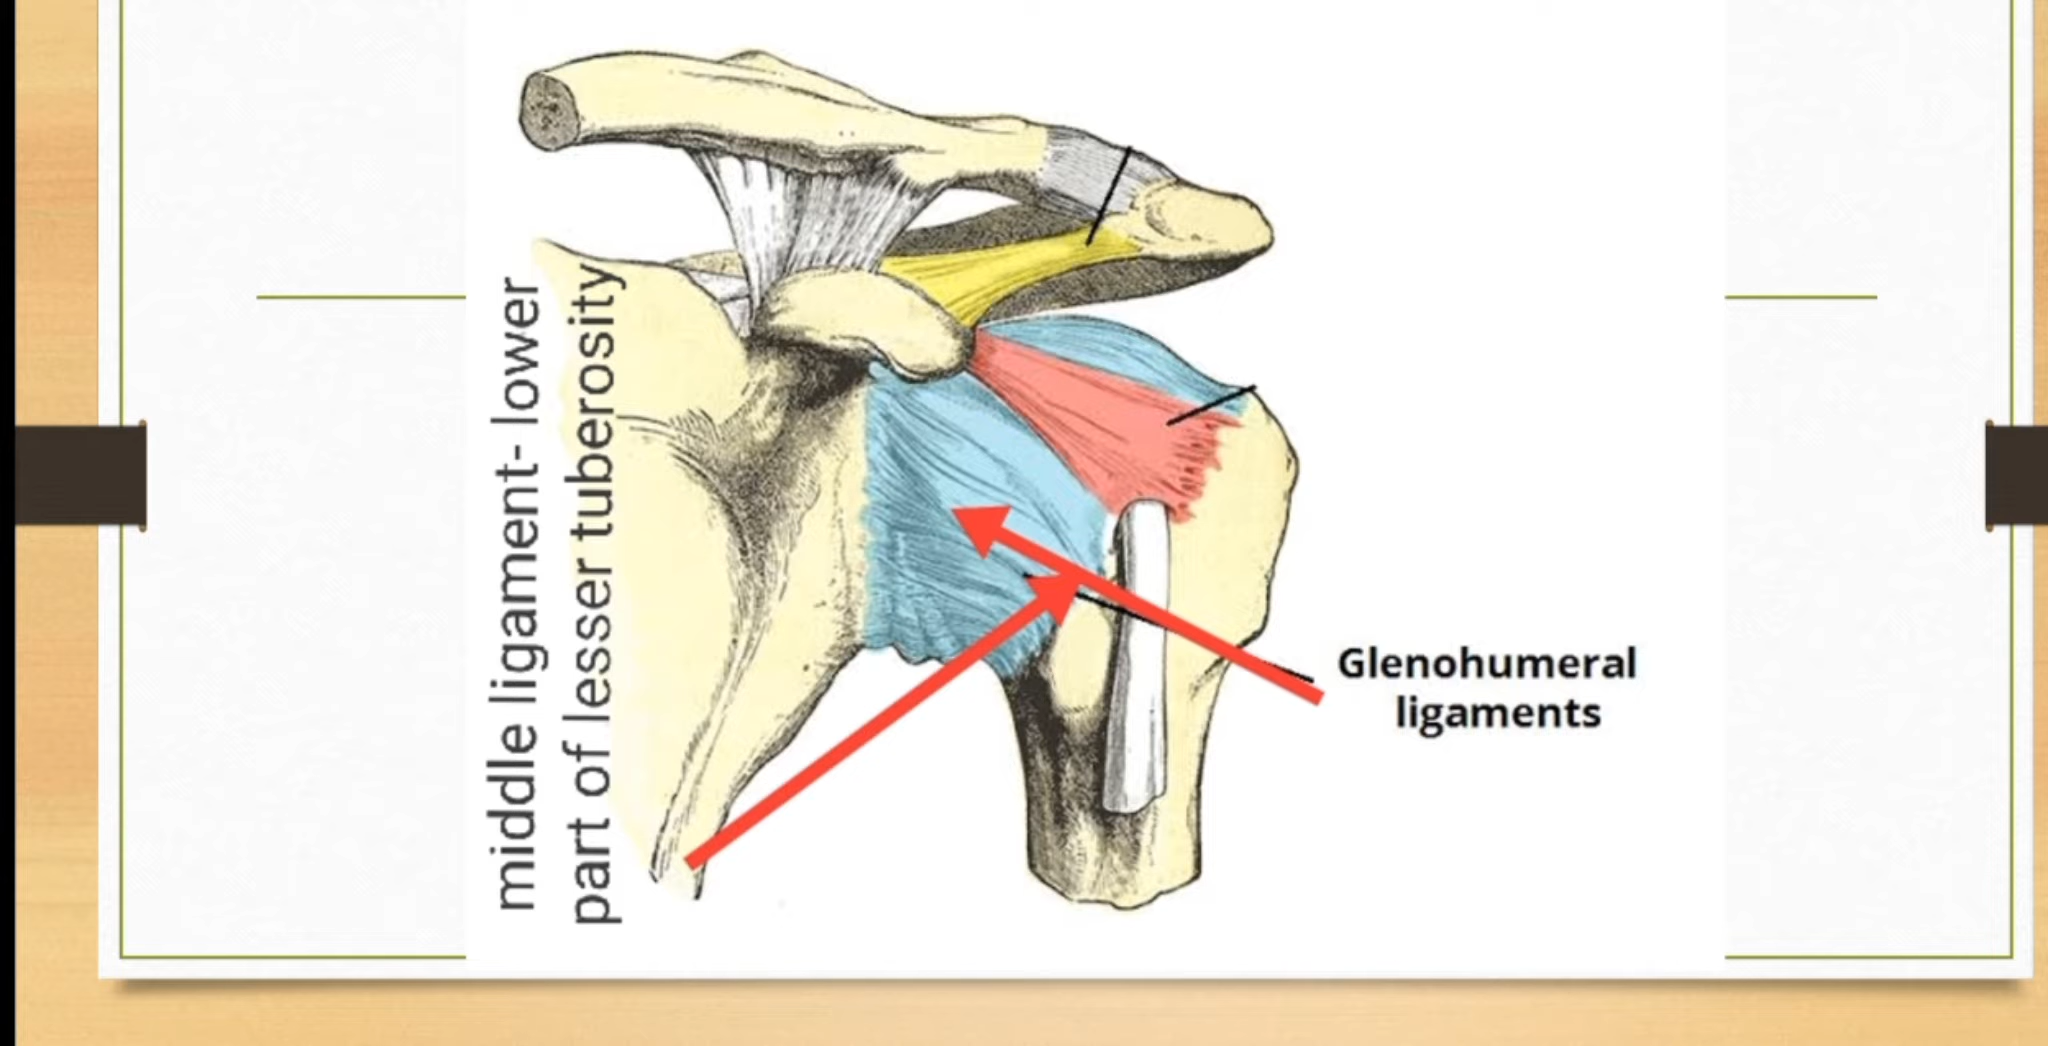 middle ligament- lower
part of lesser tuberosity
Glenohumeral
ligaments